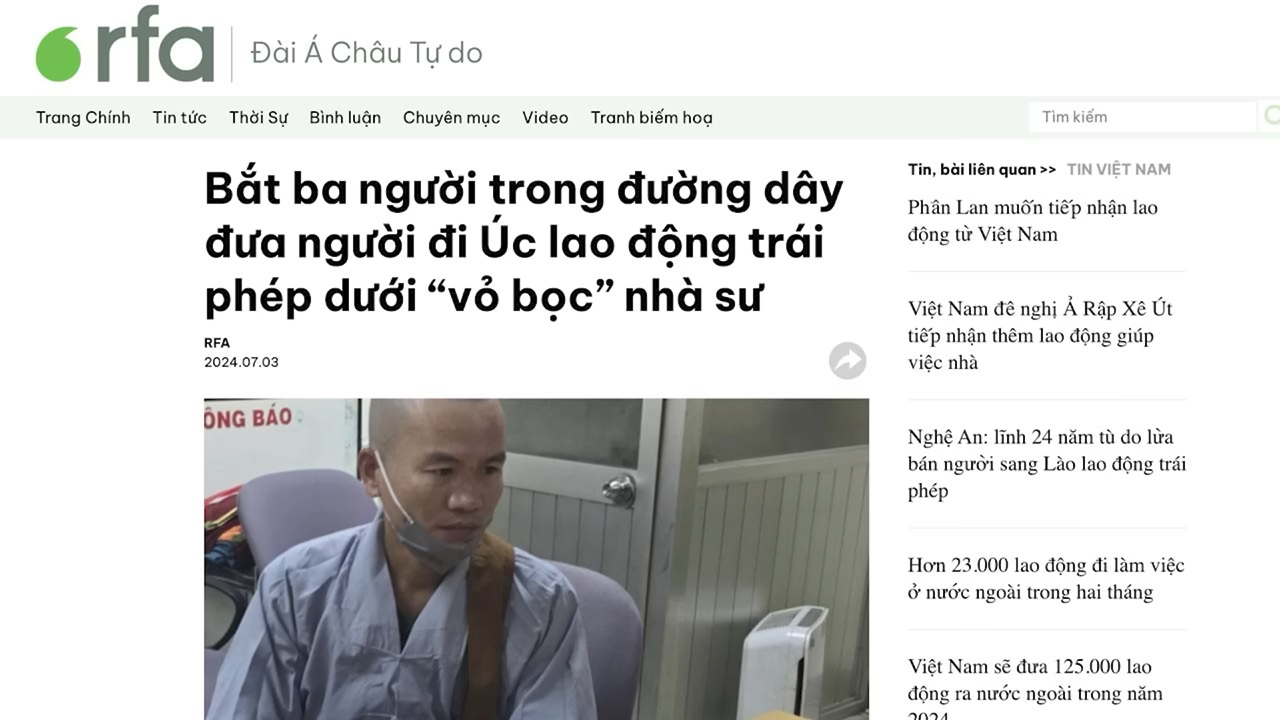 rfa
Đài Á Châu Tự do
Trang Chính Tin tức Thời Sự Bình luận Chuyên mục Video Tranh biếm hoạ
Tìm kiếm
Bắt ba người trong đường dây
đưa người đi Úc lao động trái
phép dưới “vỏ bọc” nhà sư
RFA
2024.07.03
ÔNG BÁO
Tin, bài liên quan >> TIN VIỆT NAM
Phần Lan muốn tiếp nhận lao
động từ Việt Nam
Việt Nam đề nghị Ả Rập Xê Út
tiếp nhận thêm lao động giúp
việc nhà
Nghệ An: lĩnh 24 năm tù do lừa
bán người sang Lào lao động trái
phép
Hơn 23.000 lao động đi làm việc
ở nước ngoài trong hai tháng
Việt Nam sẽ đưa 125.000 lao
động ra nước ngoài trong năm
2024